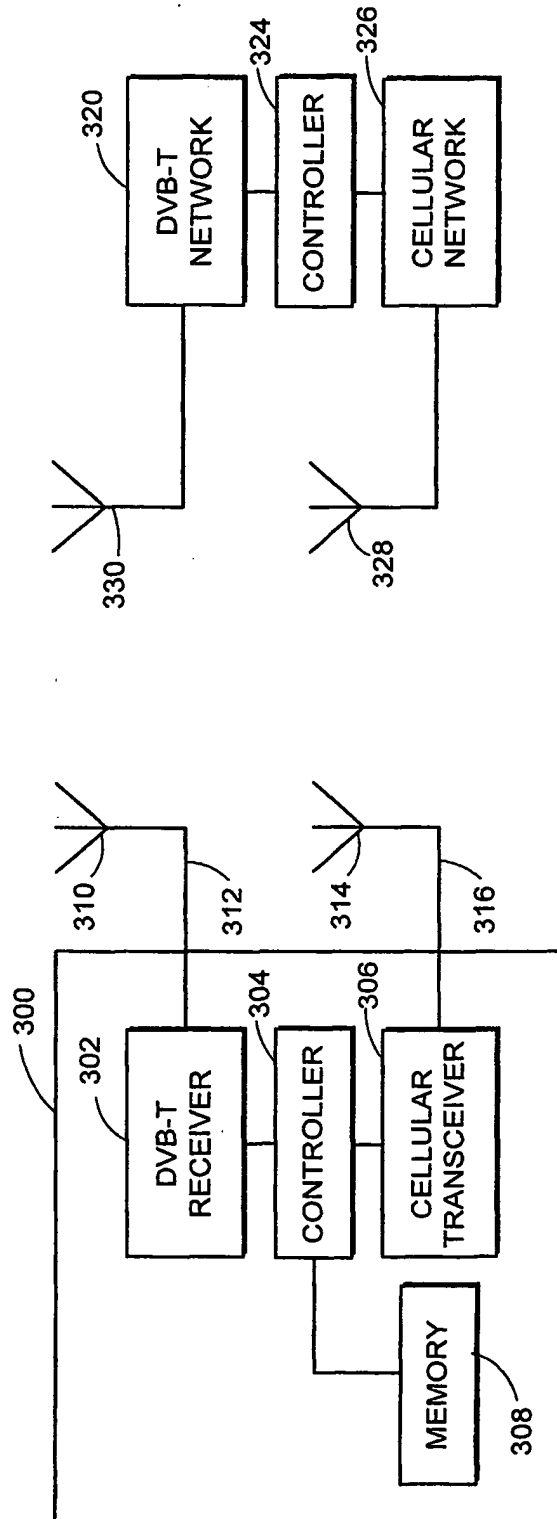 300
302
DVB-T
RECEIVER
304
CONTROLLER
306
CELLULAR
TRANSCEIVER
MEMORY
308
310
312
314
316
330
328
320
DVB-T
NETWORK
324
CONTROLLER
326
CELLULAR
NETWORK